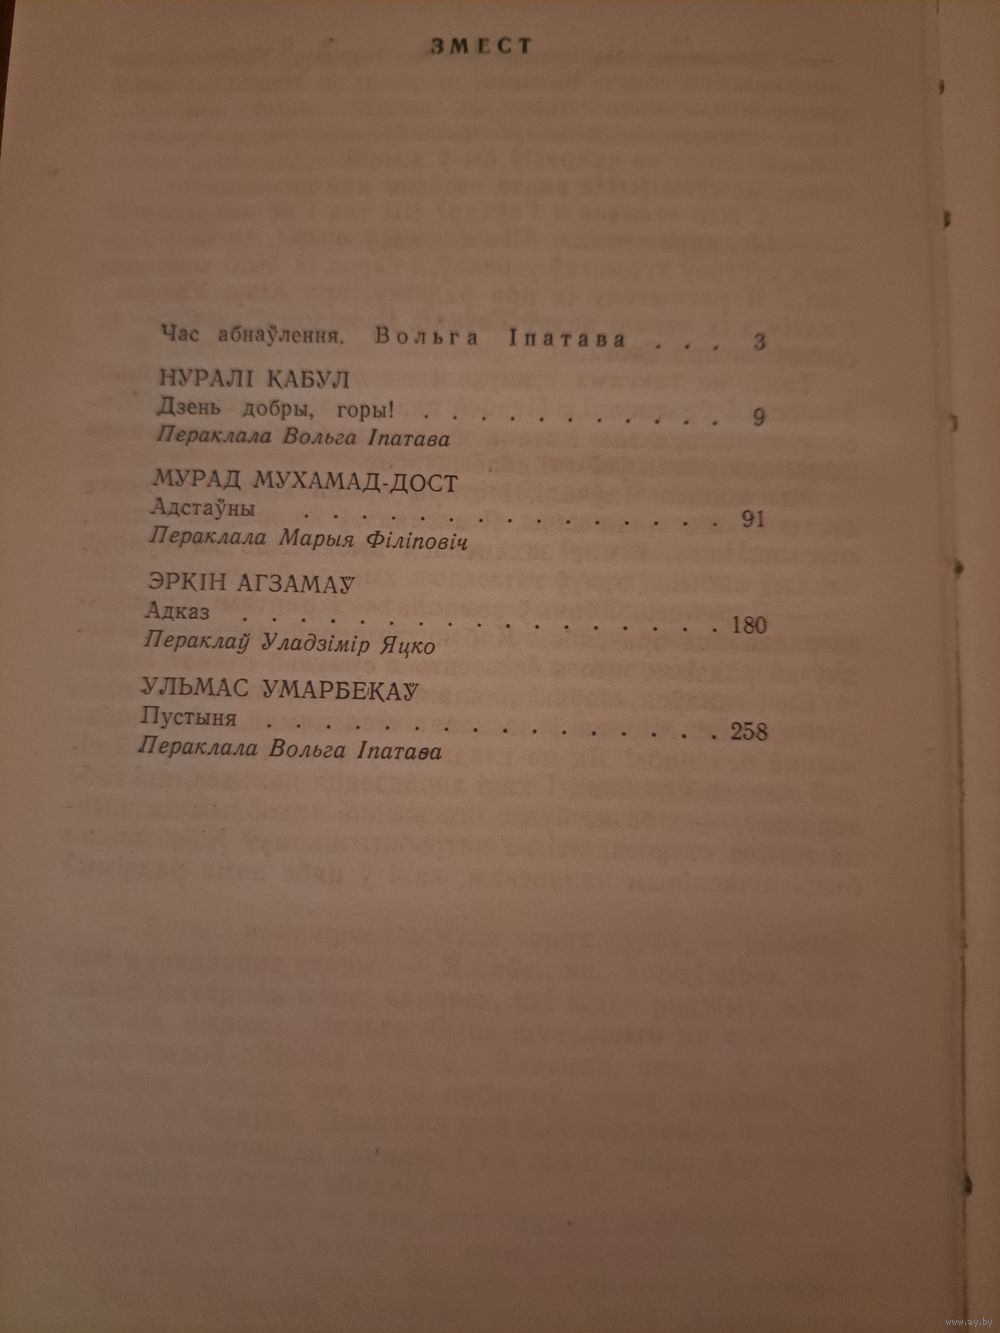 ЗМЕСТ
Час абнаўлення. Вольга Іпатава . . . 3
НУРАЛІ КАБУЛ
Дзень добры, горы! . . . . . . . . . . . 9
Пераклала Вольга Іпатава
МУРАД МУХАМАД-ДОСТ
Адстаўны . . . . . . . . . . . . . . . 91
Пераклала Марыя Філіповіч
ЭРКІН АГЗАМАЎ
Адказ . . . . . . . . . . . . . . . . . 180
Пераклаў Уладзімір Яцко
УЛЬМАС УМАРБЕКАЎ
Пустыня . . . . . . . . . . . . . . . . 258
Пераклала Вольга Іпатава
www.ay.by